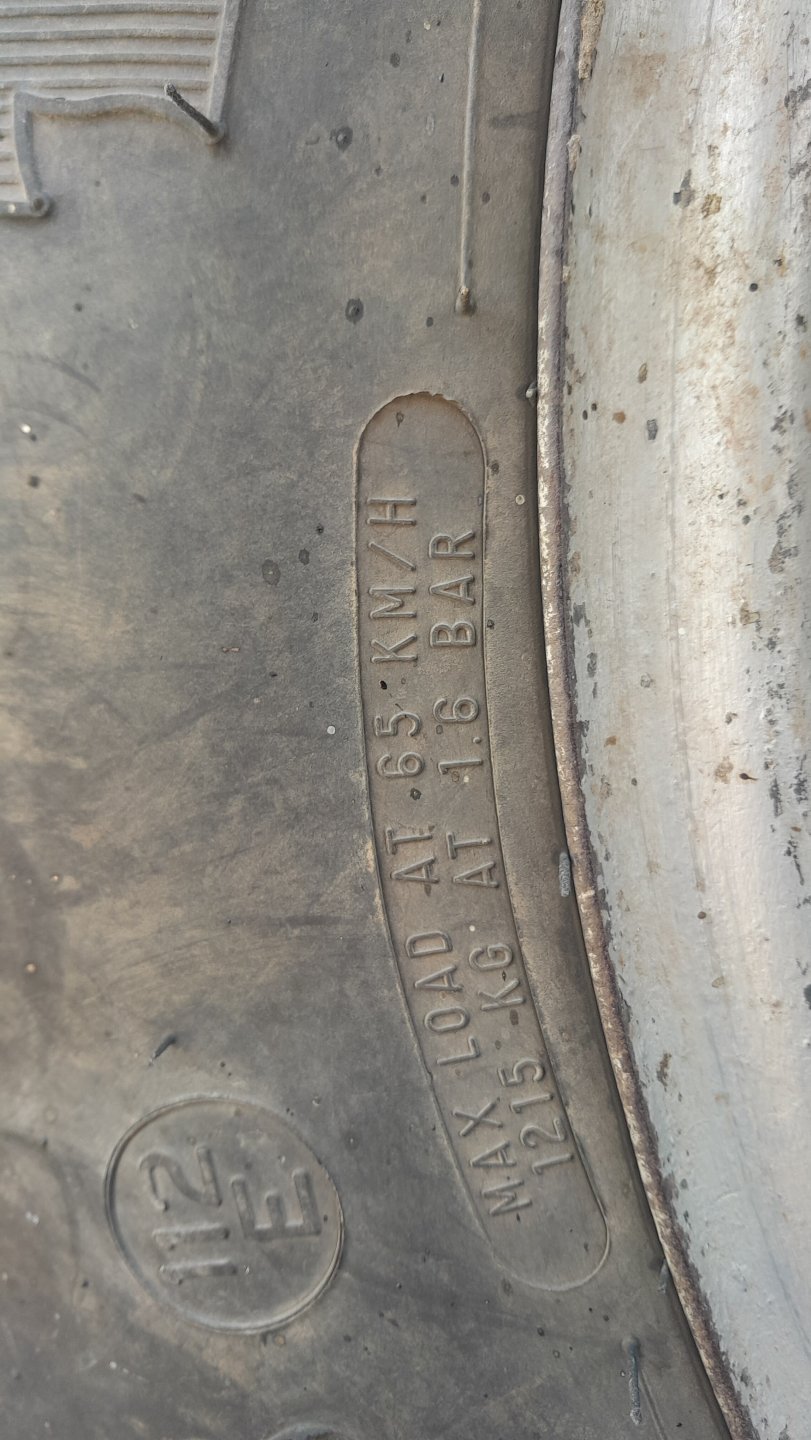 MAX LOAD AT 65 KM/H
1215 KG AT 1.6 BAR
112
E